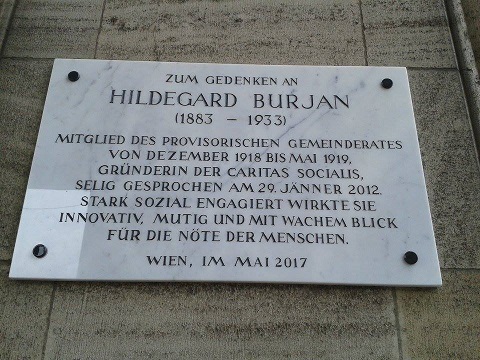 ZUM GEDENKEN AN
HILDEGARD BURJAN
(1883 – 1933)
MITGLIED DES PROVISORISCHEN GEMEINDERATES
VON DEZEMBER 1918 BIS MAI 1919,
GRÜNDERIN DER CARITAS SOCIALIS,
SELIG GESPROCHEN AM 29. JÄNNER 2012.
STARK SOZIAL ENGAGIERT WIRKTE SIE
INNOVATIV, MUTIG UND MIT WACHEM BLICK
FÜR DIE NÖTE DER MENSCHEN.
WIEN, IM MAI 2017